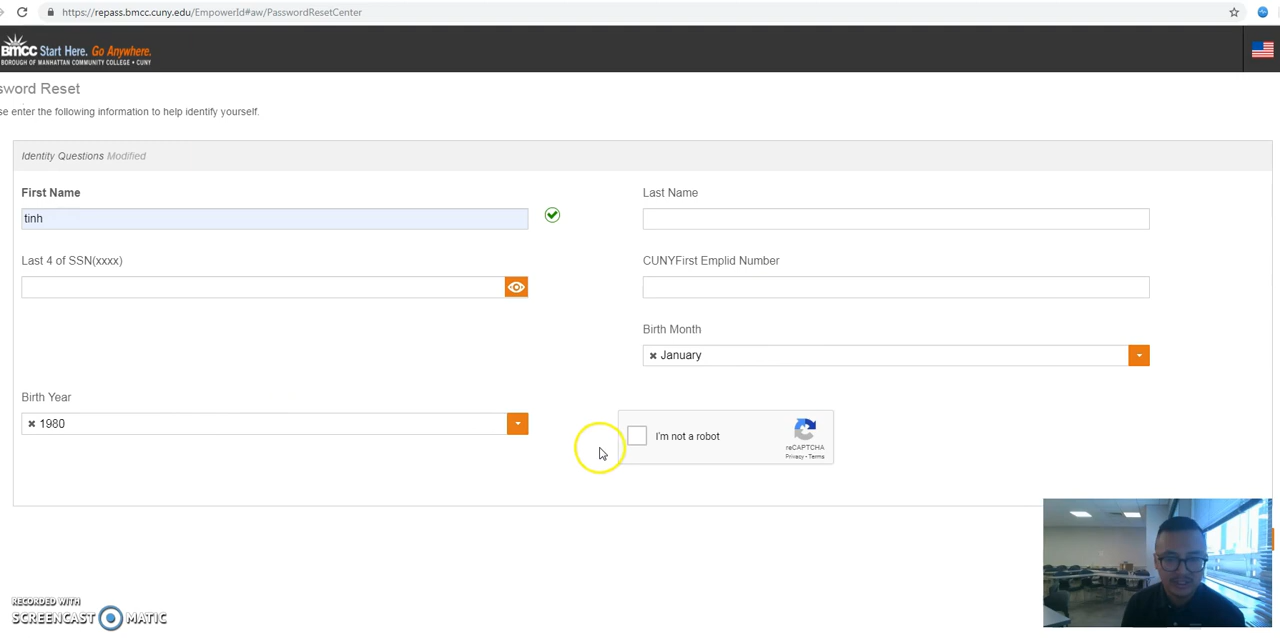 https://repass.bmcc.cuny.edu/EmpowerId#aw/PasswordResetCenter
BMCC Start Here. Go Anywhere.
BOROUGH OF MANHATTAN COMMUNITY COLLEGE • CUNY
sword Reset
se enter the following information to help identify yourself.
Identity Questions Modified
First Name
Last Name
tinh
Last 4 of SSN(xxxx)
CUNYFirst Emplid Number
Birth Month
✖ January
Birth Year
✖ 1980
I'm not a robot
reCAPTCHA
Privacy - Terms
RECORDED WITH
SCREENCAST MATIC